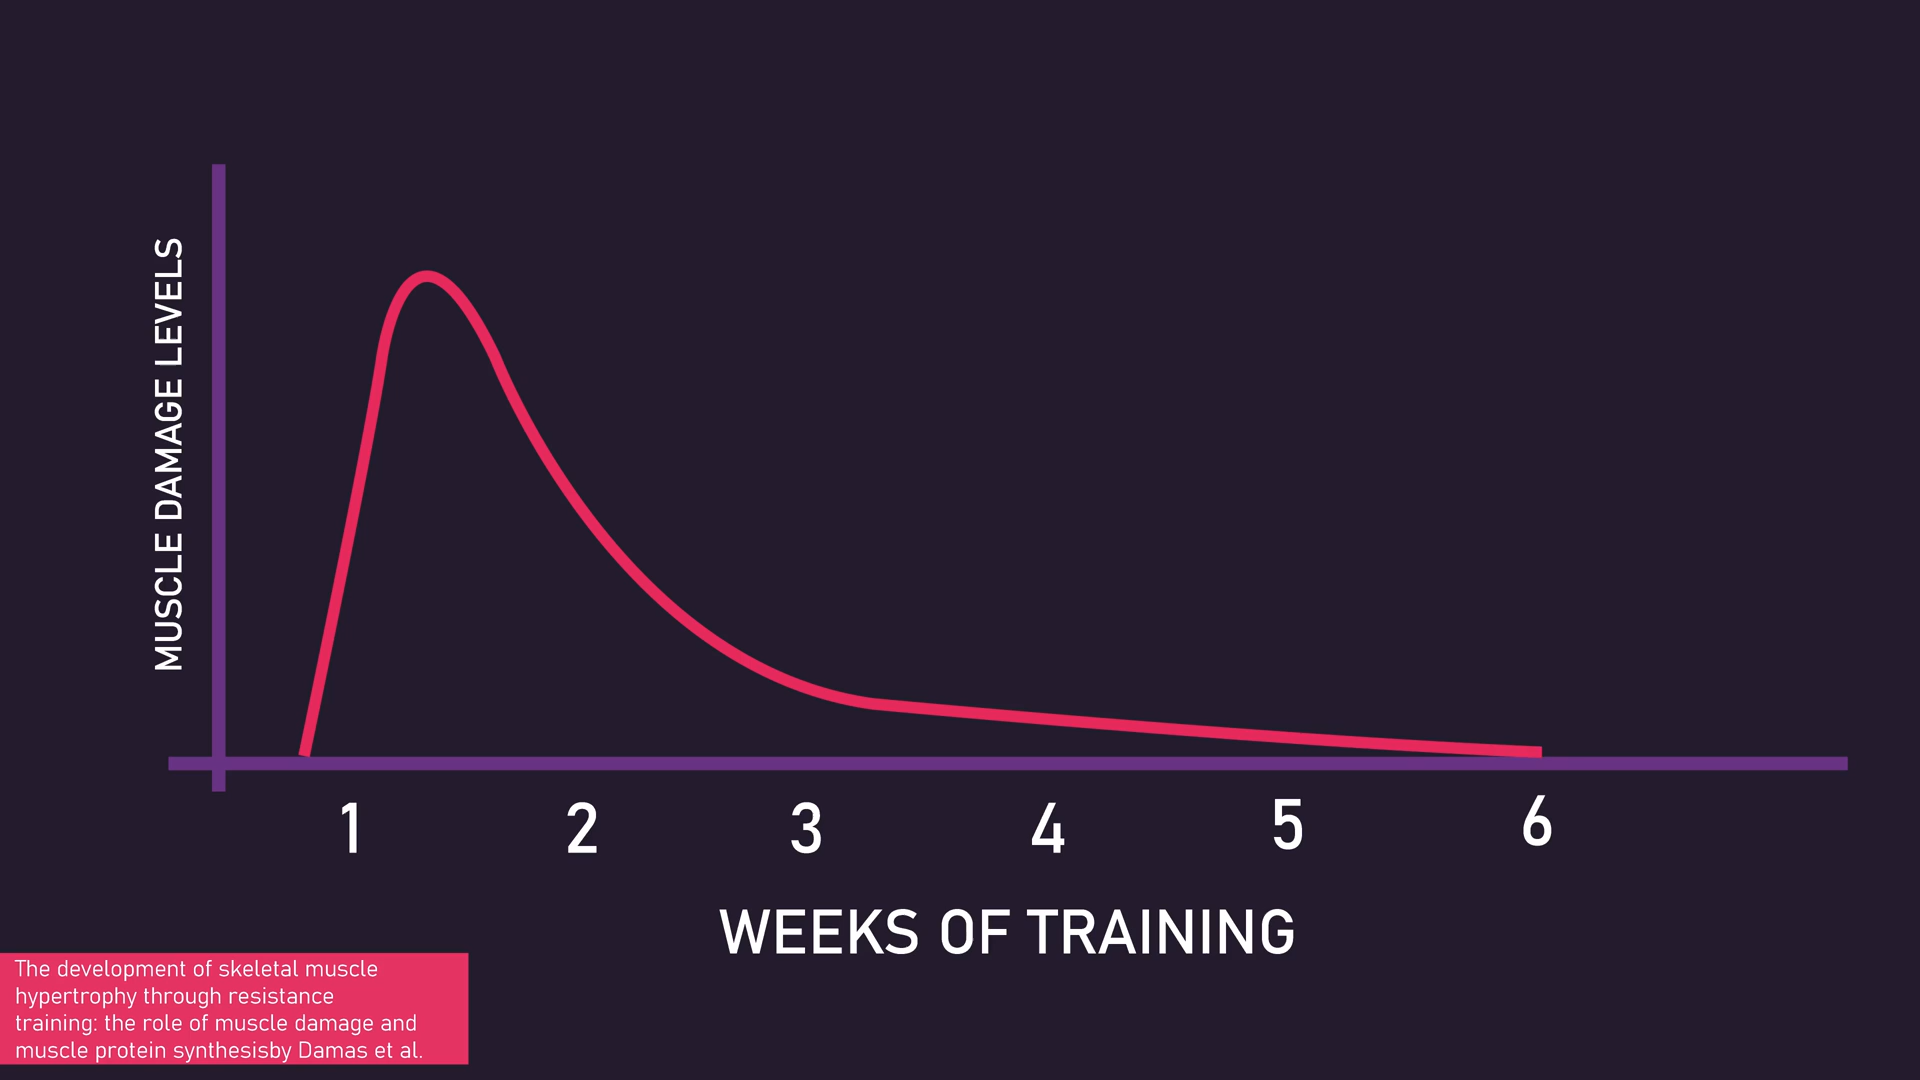 MUSCLE DAMAGE LEVELS
1 2 3 4 5 6
WEEKS OF TRAINING
The development of skeletal muscle
hypertrophy through resistance
training: the role of muscle damage and
muscle protein synthesisby Damas et al.